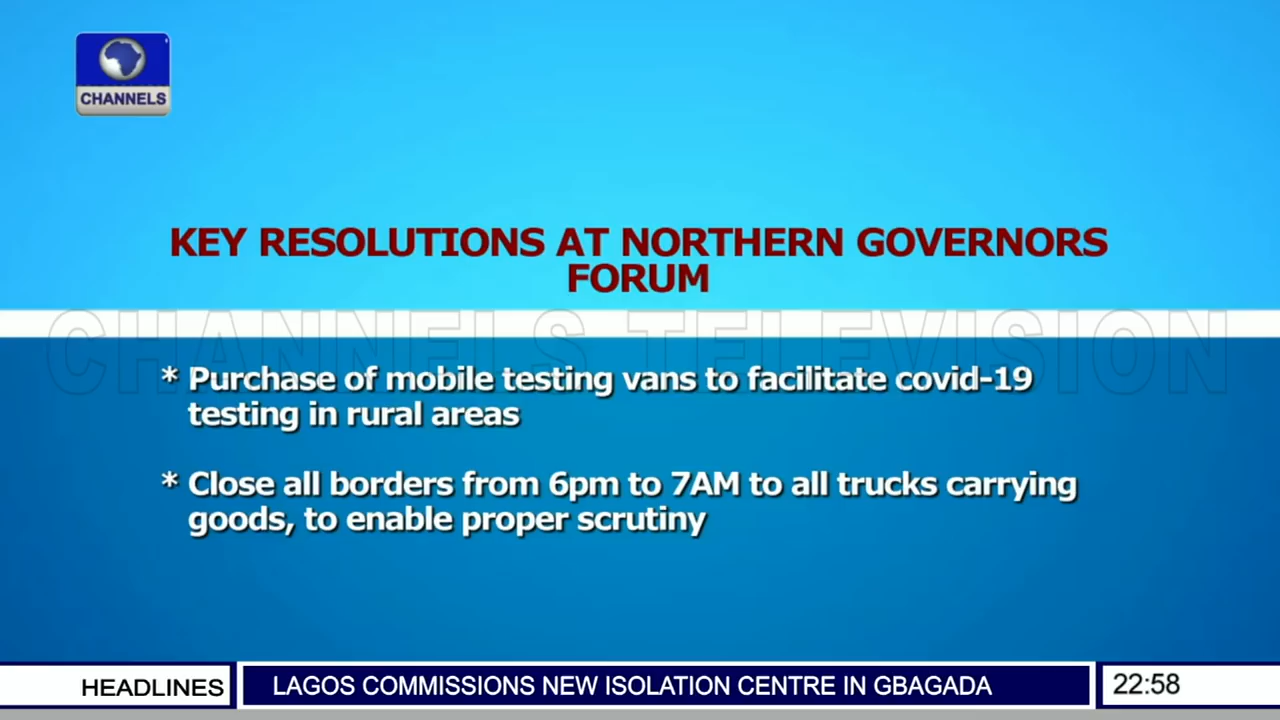 CHANNELS
KEY RESOLUTIONS AT NORTHERN GOVERNORS
FORUM
CHANNELS TELEVISION
* Purchase of mobile testing vans to facilitate covid-19
testing in rural areas
* Close all borders from 6pm to 7AM to all trucks carrying
goods, to enable proper scrutiny
HEADLINES
LAGOS COMMISSIONS NEW ISOLATION CENTRE IN GBAGADA
22:58